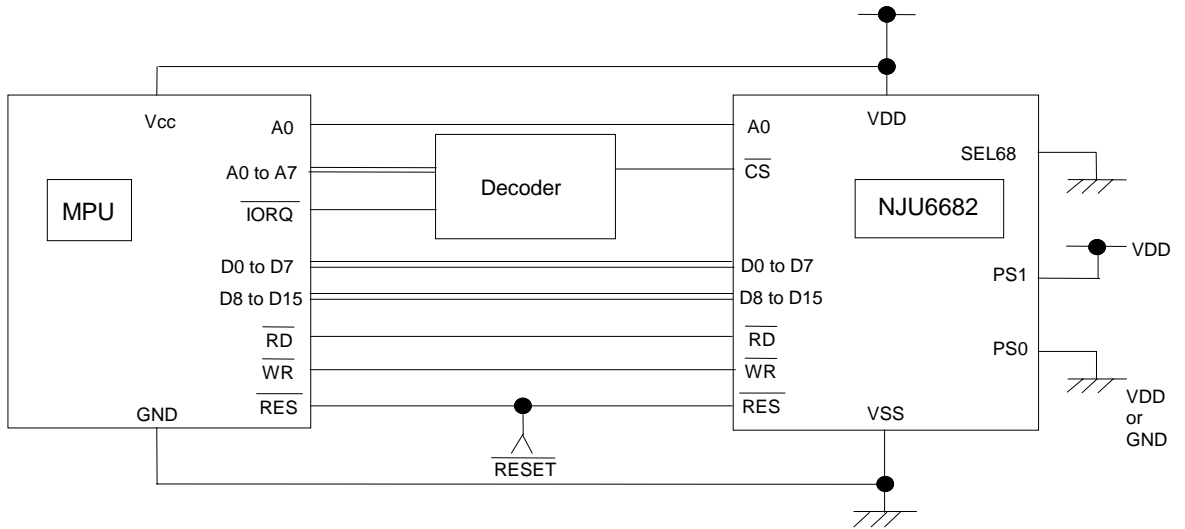 Vcc
MPU
A0
A0 to A7
IORQ
D0 to D7
D8 to D15
RD
WR
RES
GND
Decoder
RESET
VDD
A0
CS
NJU6682
D0 to D7
D8 to D15
RD
WR
RES
VSS
SEL68
PS1
VDD
PS0
VDD
or
GND